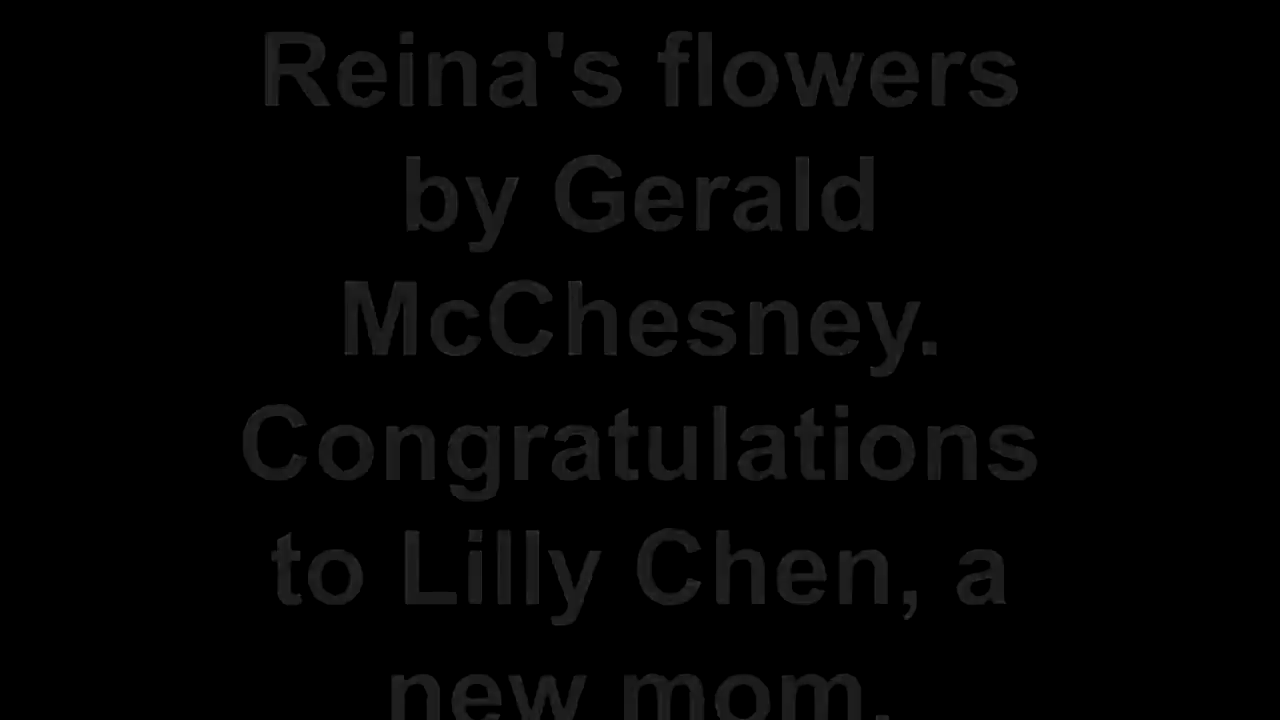 Reina's flowers
by Gerald
McChesney.
Congratulations
to Lilly Chen, a
new mom.